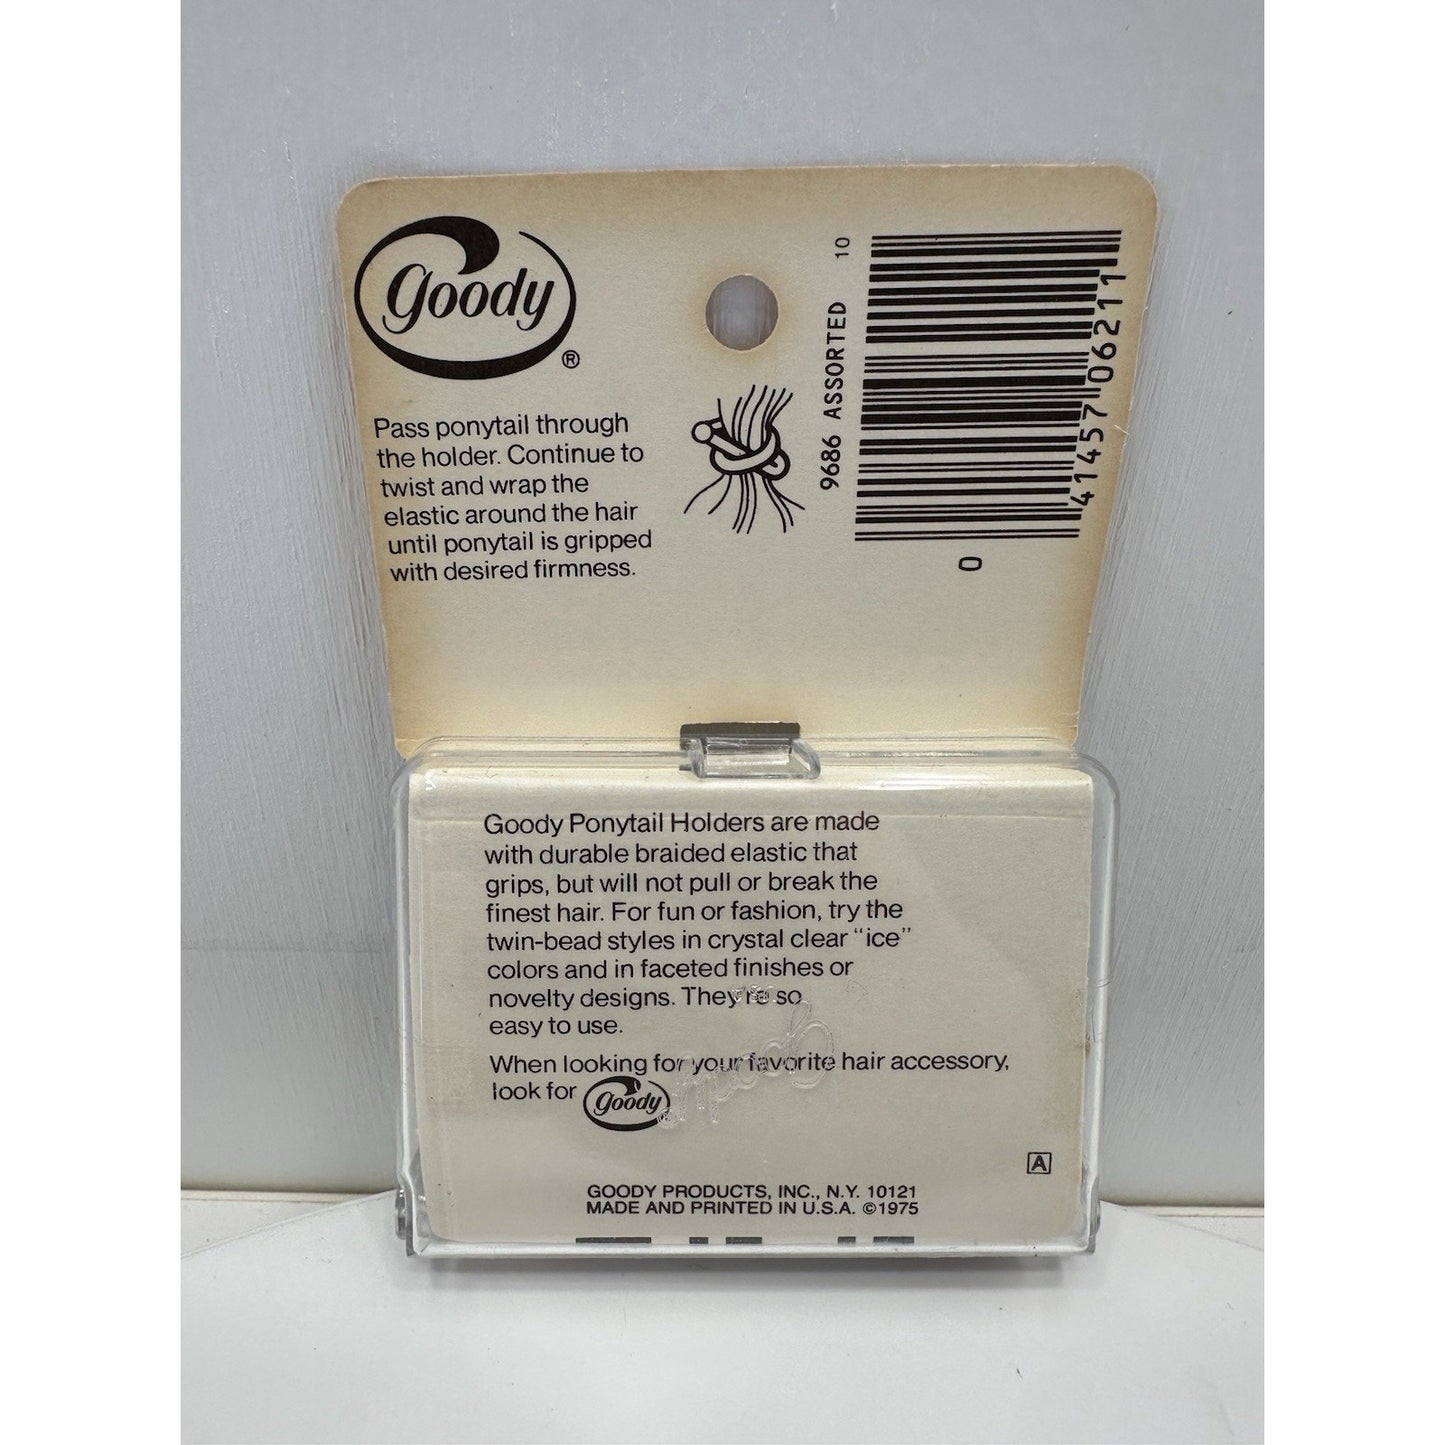 Goody®
Pass ponytail through
the holder. Continue to
twist and wrap the
elastic around the hair
until ponytail is gripped
with desired firmness.
9686 ASSORTED 10
0 41457 06211
Goody Ponytail Holders are made
with durable braided elastic that
grips, but will not pull or break the
finest hair. For fun or fashion, try the
twin-bead styles in crystal clear "ice"
colors and in faceted finishes or
novelty designs. They're so
easy to use.
When looking for your favorite hair accessory,
look for Goody®
Goody
A
GOODY PRODUCTS, INC., N.Y. 10121
MADE AND PRINTED IN U.S.A. ©1975